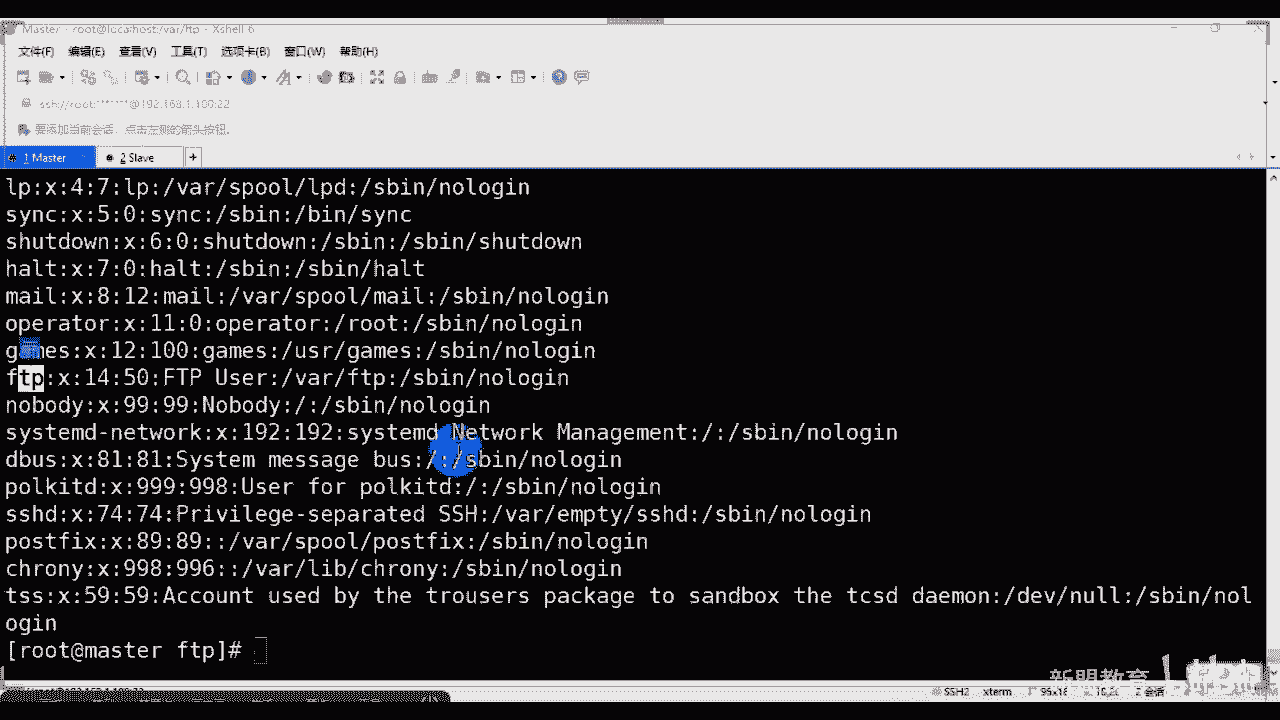 Master - root@localhost:/var/ftp - Xshell 6
文件(F) 编辑(E) 查看(V) 工具(T) 选项卡(B) 窗口(W) 帮助(H)
ssh://root:******@192.168.1.100:22
要添加当前会话，点击左侧的箭头按钮。
1 Master 2 Slave +
lp:x:4:7:lp:/var/spool/lpd:/sbin/nologin
sync:x:5:0:sync:/sbin:/bin/sync
shutdown:x:6:0:shutdown:/sbin:/sbin/shutdown
halt:x:7:0:halt:/sbin:/sbin/halt
mail:x:8:12:mail:/var/spool/mail:/sbin/nologin
operator:x:11:0:operator:/root:/sbin/nologin
games:x:12:100:games:/usr/games:/sbin/nologin
ftp:x:14:50:FTP User:/var/ftp:/sbin/nologin
nobody:x:99:99:Nobody:/:/sbin/nologin
systemd-network:x:192:192:systemd Network Management:/:/sbin/nologin
dbus:x:81:81:System message bus:/:/sbin/nologin
polkitd:x:999:998:User for polkitd:/:/sbin/nologin
sshd:x:74:74:Privilege-separated SSH:/var/empty/sshd:/sbin/nologin
postfix:x:89:89::/var/spool/postfix:/sbin/nologin
chrony:x:998:996::/var/lib/chrony:/sbin/nologin
tss:x:59:59:Account used by the trousers package to sandbox the tcsd daemon:/dev/null:/sbin/nol
ogin
[root@master ftp]#
新盟教育
SSH2 xterm